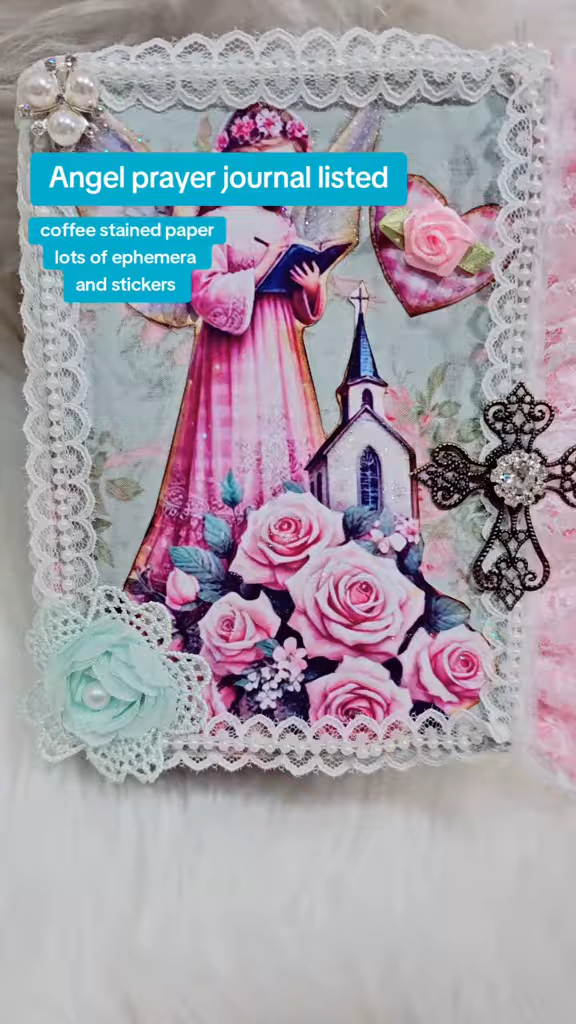 Angel prayer journal listed
coffee stained paper
lots of ephemera
and stickers